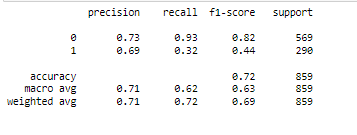 precision recall f1-score support
0 0.73 0.93 0.82 569
1 0.69 0.32 0.44 290
accuracy 0.72 859
macro avg 0.71 0.62 0.63 859
weighted avg 0.71 0.72 0.69 859